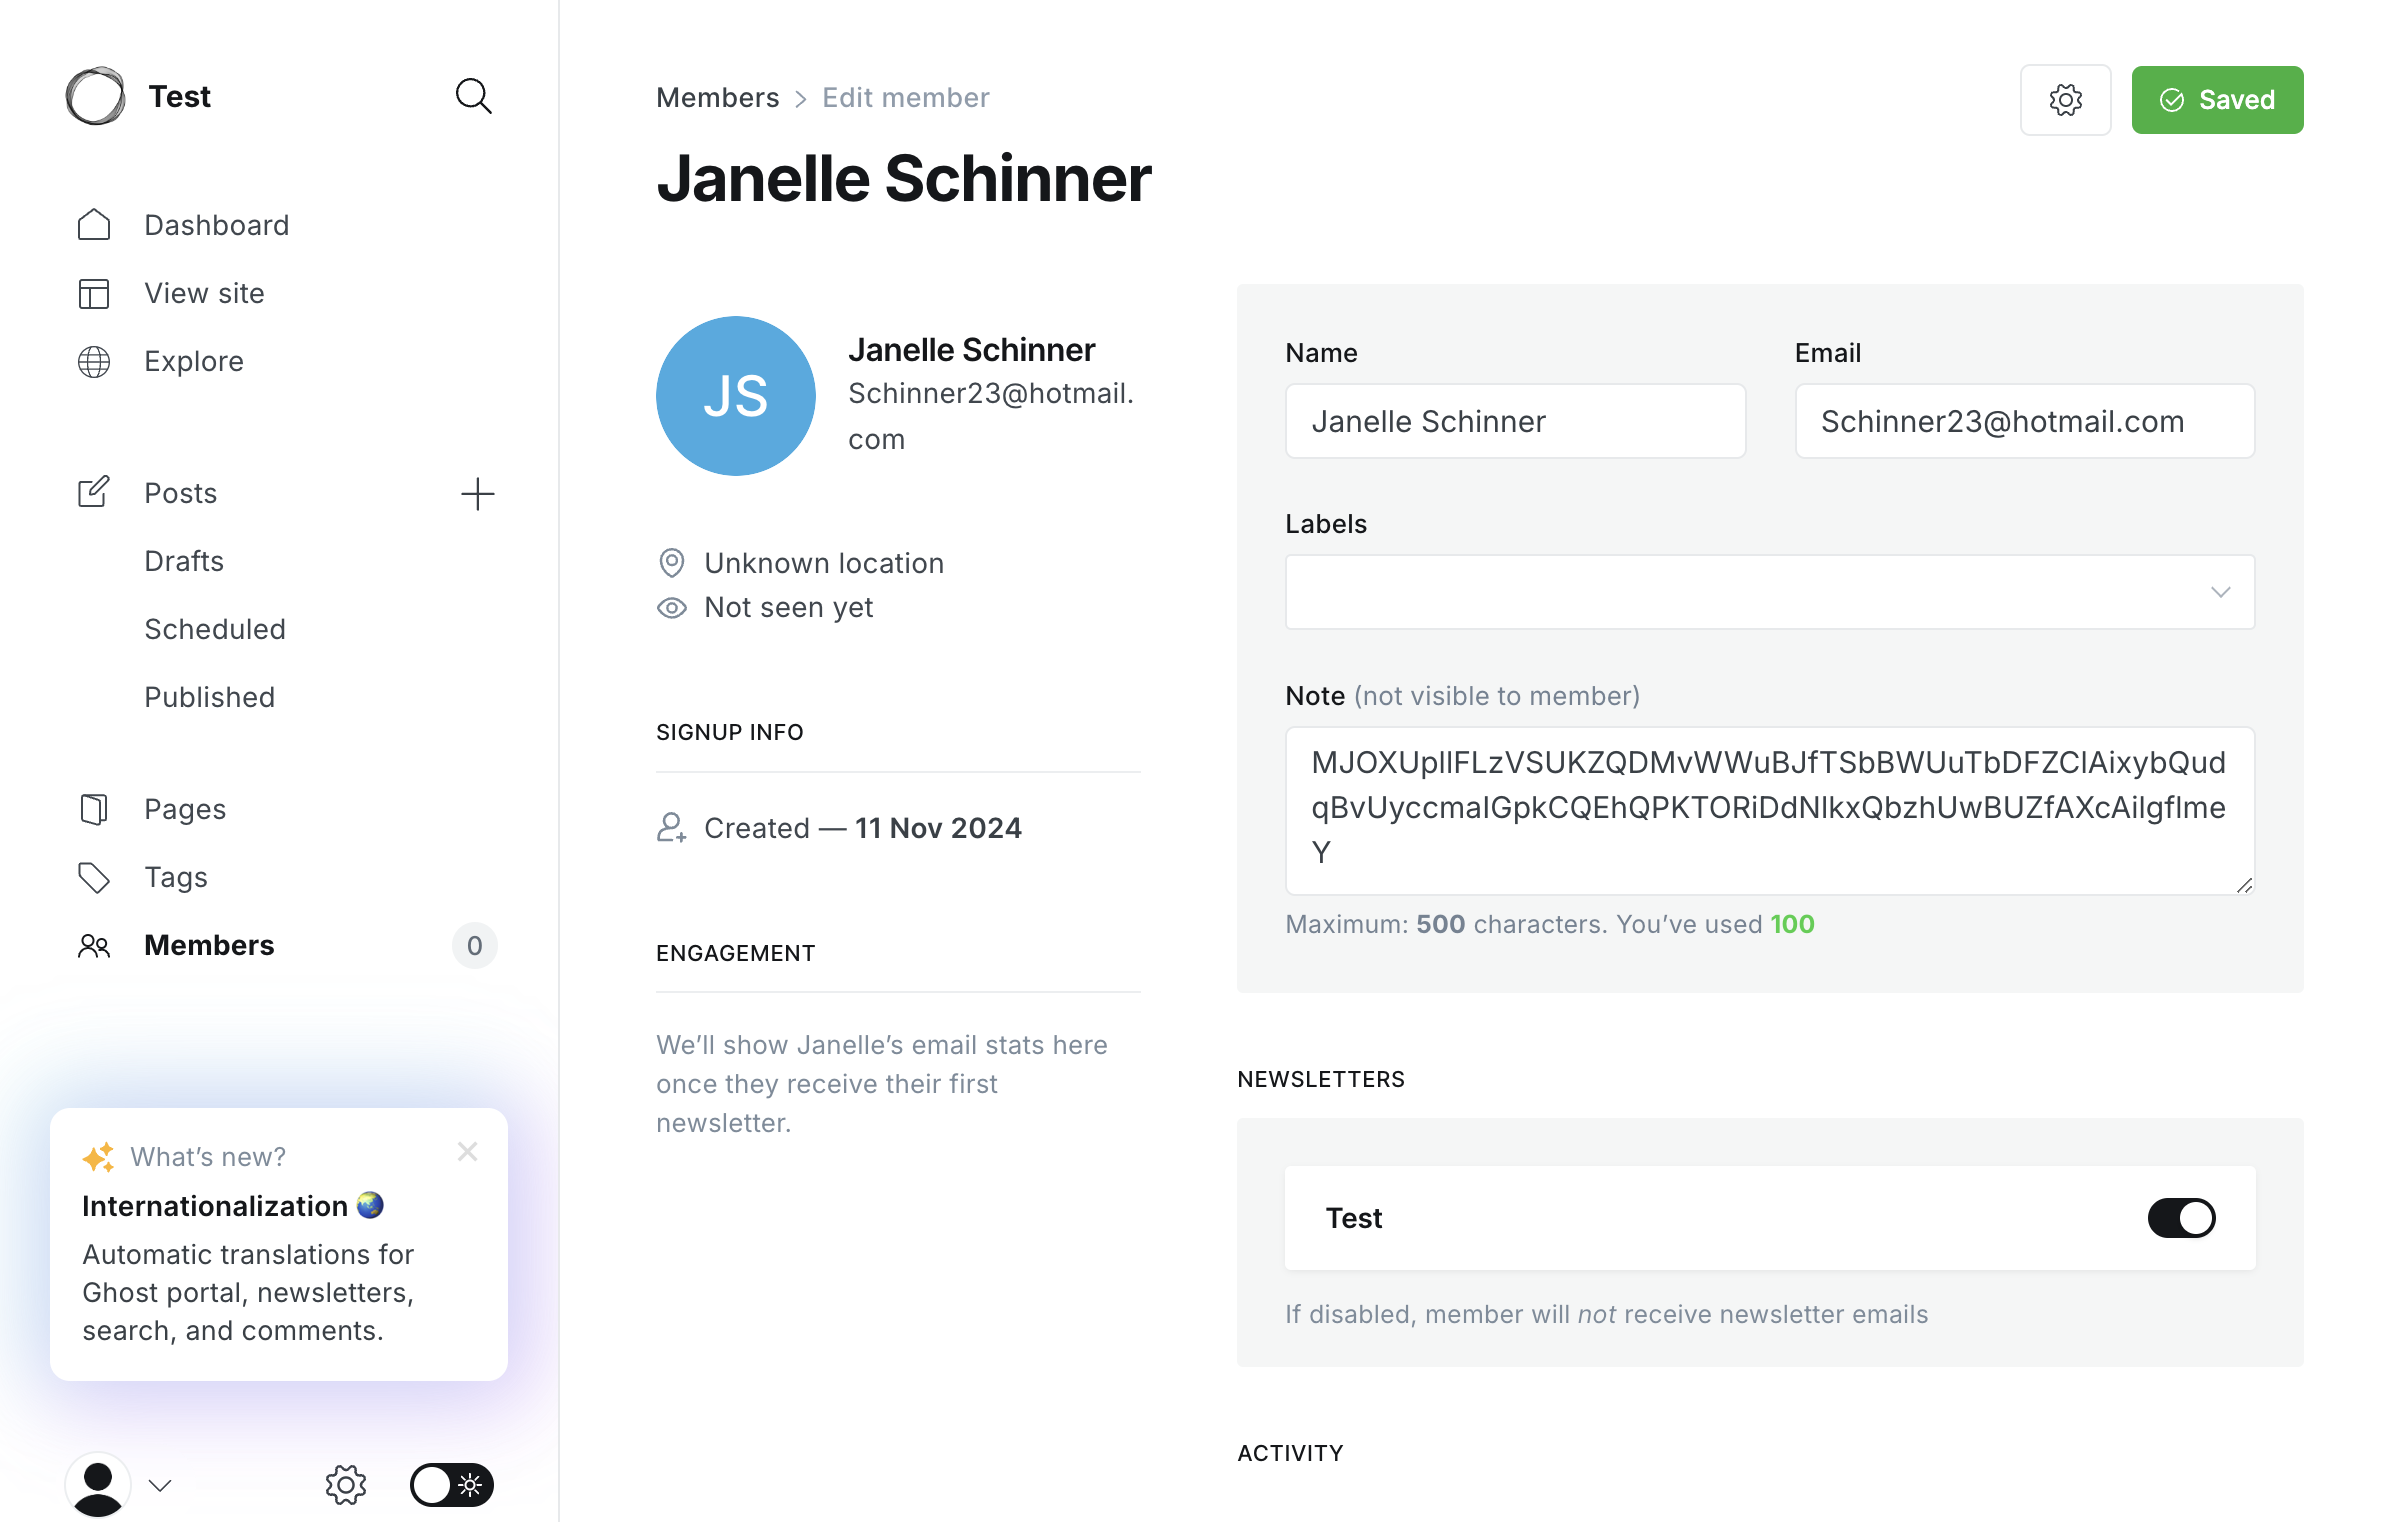 Test
Dashboard
View site
Explore
Posts
Drafts
Scheduled
Published
Pages
Tags
Members
0
What's new?
Internationalization
Automatic translations for
Ghost portal, newsletters,
search, and comments.
Members > Edit member
Saved
Janelle Schinner
JS
Janelle Schinner
Schinner23@hotmail.
com
Unknown location
Not seen yet
SIGNUP INFO
Created — 11 Nov 2024
ENGAGEMENT
We'll show Janelle's email stats here
once they receive their first
newsletter.
Name
Janelle Schinner
Email
Schinner23@hotmail.com
Labels
Note (not visible to member)
Y
Maximum: 500 characters. You've used 100
NEWSLETTERS
Test
If disabled, member will not receive newsletter emails
ACTIVITY